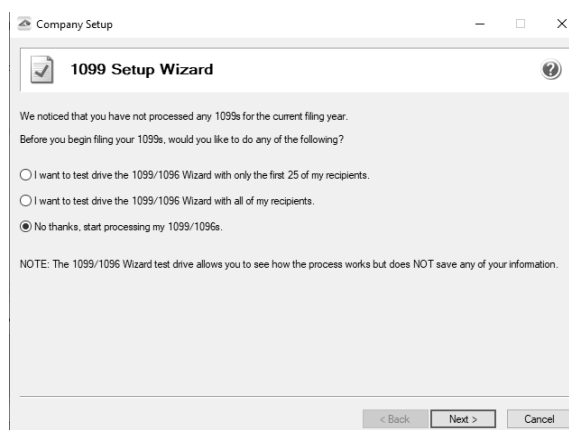 Company Setup
1099 Setup Wizard
We noticed that you have not processed any 1099s for the current filing year.
Before you begin filing your 1099s, would you like to do any of the following?
I want to test drive the 1099/1096 Wizard with only the first 25 of my recipients.
I want to test drive the 1099/1096 Wizard with all of my recipients.
No thanks, start processing my 1099/1096s.
NOTE: The 1099/1096 Wizard test drive allows you to see how the process works but does NOT save any of your information.
< Back Next > Cancel